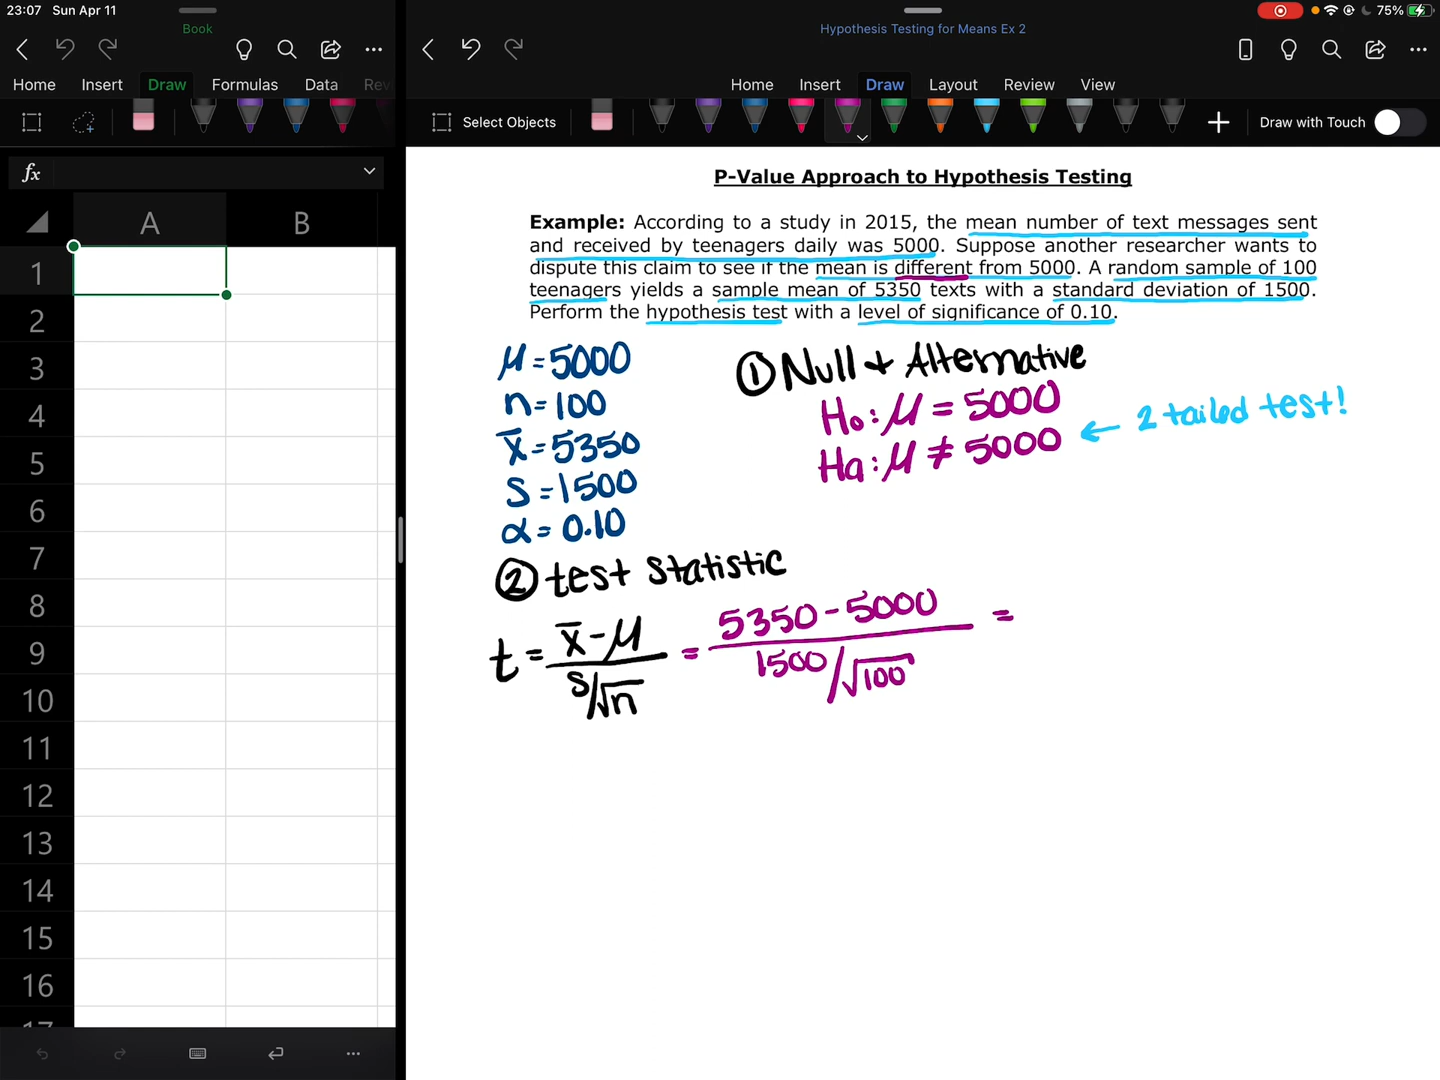 23:07 Sun Apr 11
75%
Book
Home Insert Draw Formulas Data Rev
fx
A B
1
2
3
4
5
6
7
8
9
10
11
12
13
14
15
16
17
Hypothesis Testing for Means Ex 2
Home Insert Draw Layout Review View
Select Objects
Draw with Touch
P-Value Approach to Hypothesis Testing
Example: According to a study in 2015, the mean number of text messages sent
and received by teenagers daily was 5000. Suppose another researcher wants to
dispute this claim to see if the mean is different from 5000. A random sample of 100
teenagers yields a sample mean of 5350 texts with a standard deviation of 1500.
Perform the hypothesis test with a level of significance of 0.10.
μ = 5000
n = 100
x̄ = 5350
S = 1500
α = 0.10
① Null + Alternative
Ho: μ = 5000
Ha: μ ≠ 5000
← 2 tailed test!
② test statistic
t = x̄ - μ / s/√n = 5350 - 5000 / 1500/√100 =